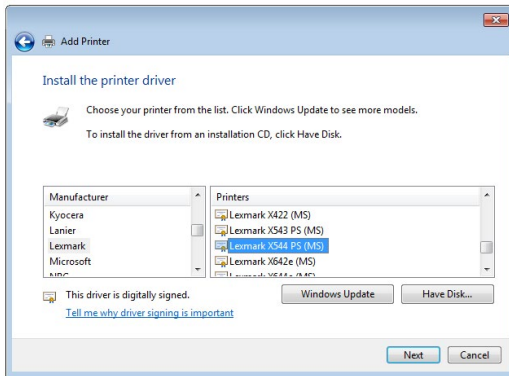 Add Printer
Install the printer driver
Choose your printer from the list. Click Windows Update to see more models.
To install the driver from an installation CD, click Have Disk.
Manufacturer
Kyocera
Lanier
Lexmark
Microsoft
Printers
Lexmark X422 (MS)
Lexmark X543 PS (MS)
Lexmark X544 PS (MS)
Lexmark X642e (MS)
This driver is digitally signed.
Tell me why driver signing is important
Windows Update
Have Disk...
Next
Cancel